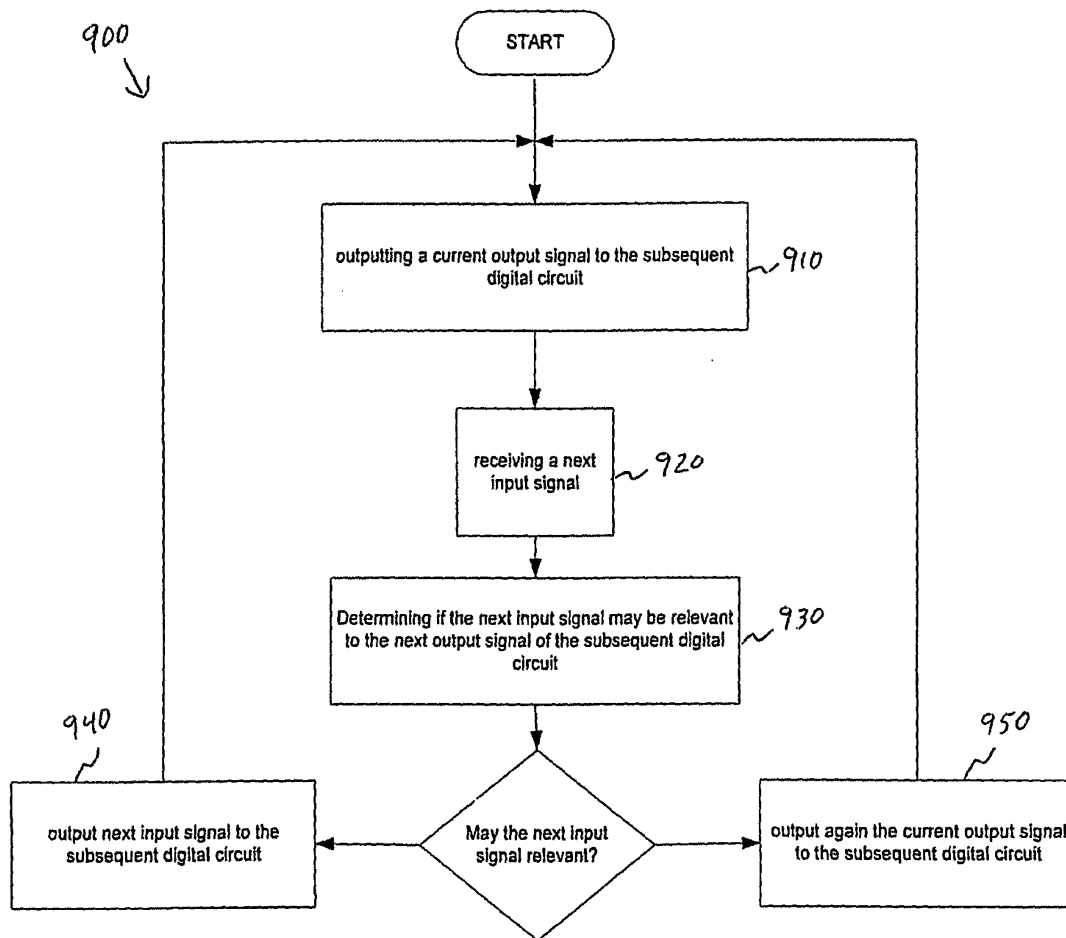 900
START
outputting a current output signal to the subsequent
digital circuit
910
receiving a next
input signal
920
Determining if the next input signal may be relevant
to the next output signal of the subsequent digital
circuit
930
940
950
output next input signal to the
subsequent digital circuit
May the next input
signal relevant?
output again the current output signal
to the subsequent digital circuit